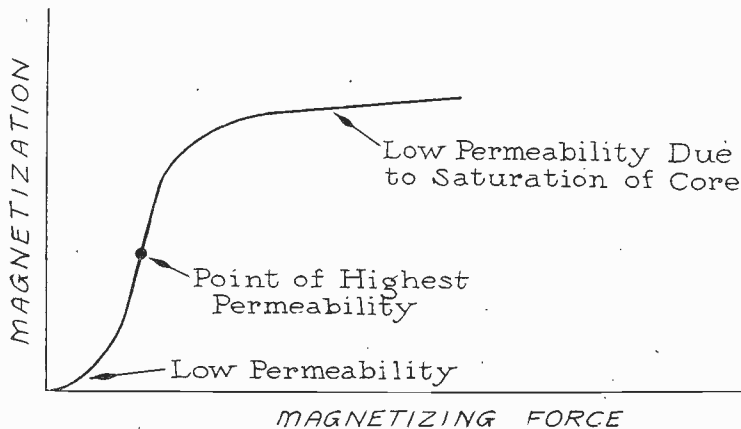 MAGNETIZATION
Low Permeability Due
to Saturation of Core
Point of Highest
Permeability
Low Permeability
MAGNETIZING FORCE